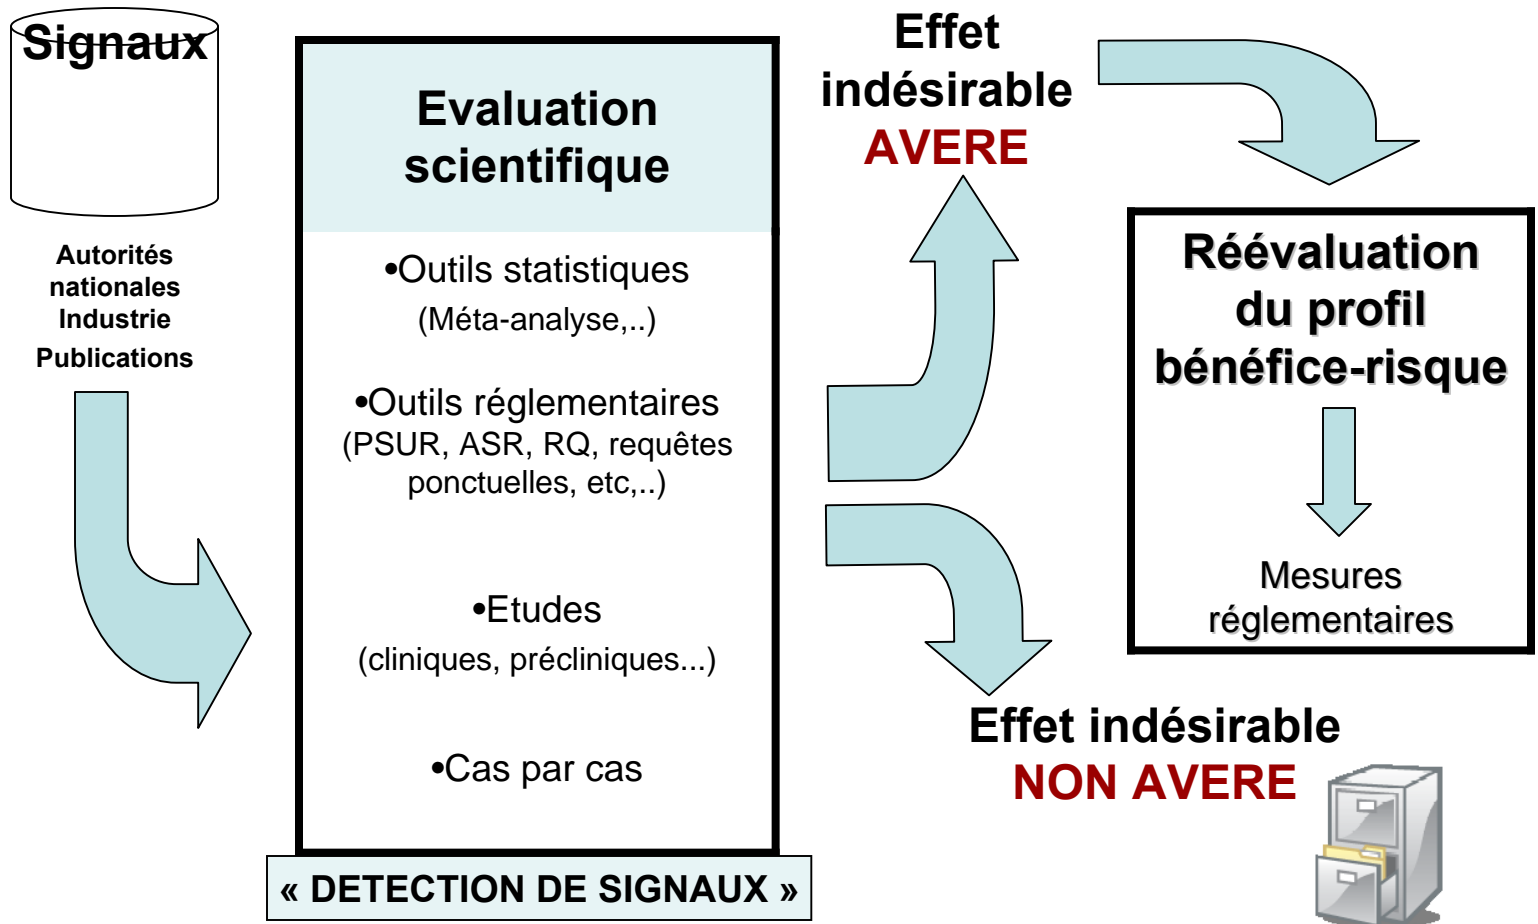 Signaux
Autorités
nationales
Industrie
Publications
Evaluation
scientifique
•Outils statistiques
(Méta-analyse,..)
•Outils réglementaires
(PSUR, ASR, RQ, requêtes
ponctuelles, etc,..)
•Etudes
(cliniques, précliniques...)
•Cas par cas
« DETECTION DE SIGNAUX »
Effet
indésirable
AVERE
Réévaluation
du profil
bénéfice-risque
Mesures
réglementaires
Effet indésirable
NON AVERE